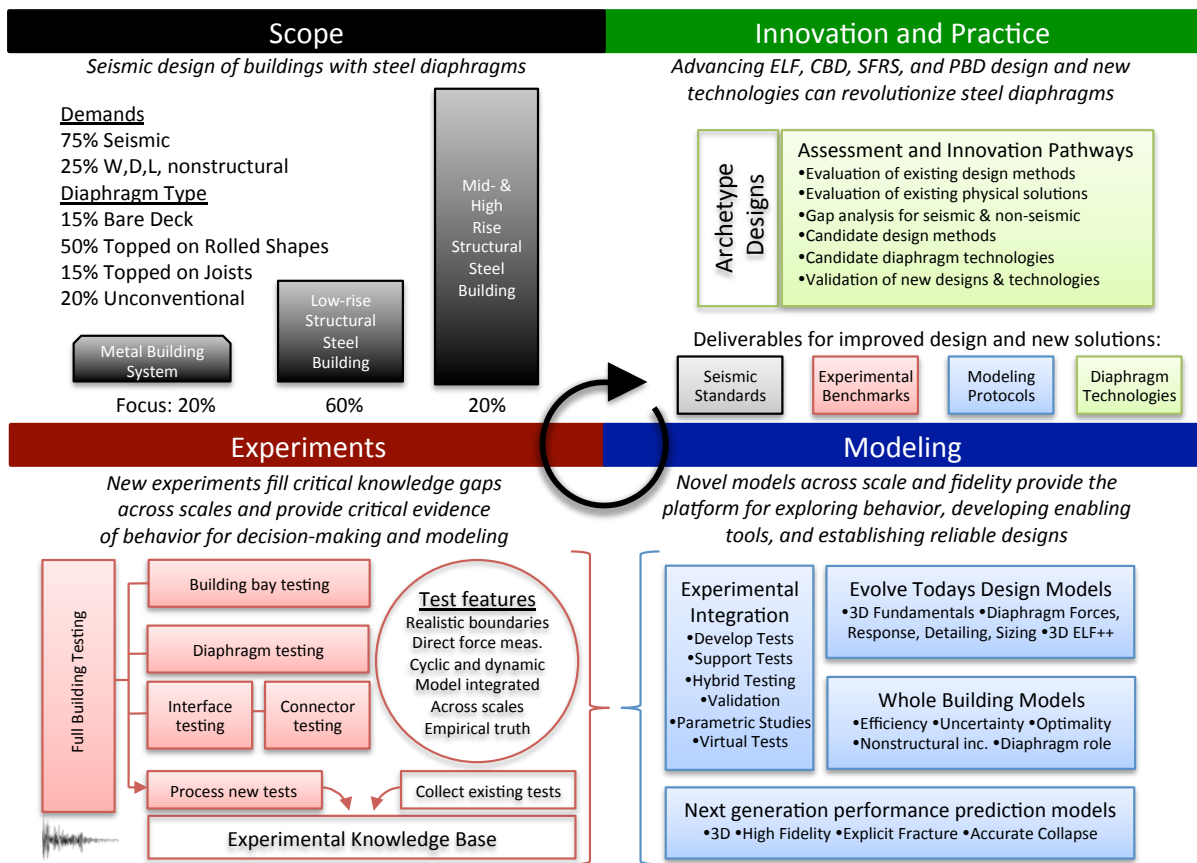 Scope
Seismic design of buildings with steel diaphragms
Demands
75% Seismic
25% W,D,L, nonstructural
Diaphragm Type
15% Bare Deck
50% Topped on Rolled Shapes
15% Topped on Joists
20% Unconventional
Metal Building
System
Low-rise
Structural
Steel
Building
Mid- &
High
Rise
Structural
Steel
Building
Focus: 20%
60%
20%
Innovation and Practice
Advancing ELF, CBD, SFRS, and PBD design and new
technologies can revolutionize steel diaphragms
Archetype
Designs
Assessment and Innovation Pathways
•Evaluation of existing design methods
•Evaluation of existing physical solutions
•Gap analysis for seismic & non-seismic
•Candidate design methods
•Candidate diaphragm technologies
•Validation of new designs & technologies
Deliverables for improved design and new solutions:
Seismic
Standards
Experimental
Benchmarks
Modeling
Protocols
Diaphragm
Technologies
Experiments
New experiments fill critical knowledge gaps
across scales and provide critical evidence
of behavior for decision-making and modeling
Full Building Testing
Building bay testing
Diaphragm testing
Interface
testing
Connector
testing
Test features
Realistic boundaries
Direct force meas.
Cyclic and dynamic
Model integrated
Across scales
Empirical truth
Process new tests
Collect existing tests
Experimental Knowledge Base
Modeling
Novel models across scale and fidelity provide the
platform for exploring behavior, developing enabling
tools, and establishing reliable designs
Experimental
Integration
•Develop Tests
•Support Tests
•Hybrid Testing
•Validation
•Parametric Studies
•Virtual Tests
Evolve Todays Design Models
•3D Fundamentals •Diaphragm Forces,
Response, Detailing, Sizing •3D ELF++
Whole Building Models
•Efficiency •Uncertainty •Optimality
•Nonstructural inc. •Diaphragm role
Next generation performance prediction models
•3D •High Fidelity •Explicit Fracture •Accurate Collapse